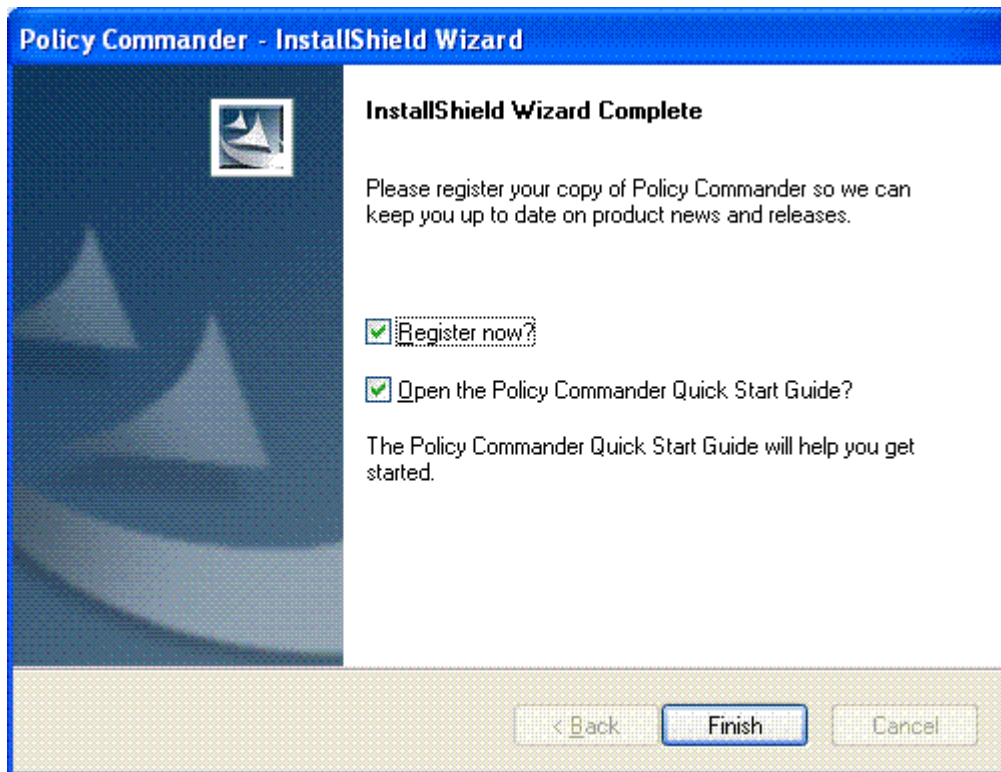 Policy Commander - InstallShield Wizard
InstallShield Wizard Complete
Please register your copy of Policy Commander so we can
keep you up to date on product news and releases.
Register now?
Open the Policy Commander Quick Start Guide?
The Policy Commander Quick Start Guide will help you get
started.
< Back Finish Cancel